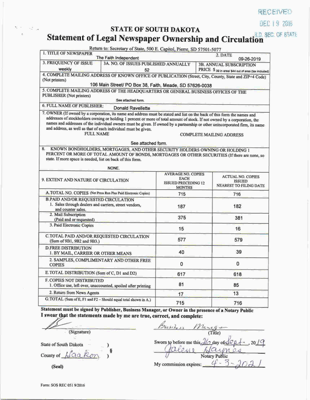 RECEIVED
DEC 19 2019
S.D. SEC. OF STATE
STATE OF SOUTH DAKOTA
Statement of Legal Newspaper Ownership and Circulation
Return to: Secretary of State, 500 E. Capitol, Pierre, SD 57501-5077
1. TITLE OF NEWSPAPER
The Faith Independent
2. DATE
09-26-2019
3. FREQUENCY OF ISSUE
weekly
3A. NO. OF ISSUES PUBLISHED ANNUALLY
52
3B. ANNUAL SUBSCRIPTION
PRICE $
4. COMPLETE MAILING ADDRESS OF KNOWN OFFICE OF PUBLICATION (Street, City, County, State and ZIP+4 Code)
(Not printers)
106 Main Street/ PO Box 38, Faith, Meade, SD 57626-0038
5. COMPLETE MAILING ADDRESS OF THE HEADQUARTERS OR GENERAL BUSINESS OFFICES OF THE
PUBLISHER (Not printers)
See attached form.
6. FULL NAME OF PUBLISHER:
Donald Ravellette
7. OWNER (If owned by a corporation, its name and address must be stated and list on the back of this form the names and
addresses of stockholders owning or holding 1 percent or more of total amount of stock. If not owned by a corporation, the
names and addresses of the individual owners must be given. If owned by a partnership or other unincorporated firm, its name
and address, as well as that of each individual must be given.
FULL NAME COMPLETE MAILING ADDRESS
See attached form.
8. KNOWN BONDHOLDERS, MORTGAGES, AND OTHER SECURITY HOLDERS OWNING OR HOLDING 1
PERCENT OR MORE OF TOTAL AMOUNT OF BONDS, MORTGAGES OR OTHER SECURITIES (If there are none, so
state. If more space is needed, list on back of this form.
NONE.
9. EXTENT AND NATURE OF CIRCULATION
AVERAGE NO. COPIES
EACH
ISSUES PRECEDING 12
MONTHS
ACTUAL NO. COPIES
ISSUED
NEAREST TO FILING DATE
A. TOTAL NO. COPIES (Net Press Run Plus Paid Electronic Copies) 715 716
B. PAID AND/OR REQUESTED CIRCULATION
1. Sales through dealers and carriers, street vendors,
and counter sales. 187 182
2. Mail Subscription
(Paid and or requested) 375 381
3. Paid Electronic Copies 15 16
C. TOTAL PAID AND/OR REQUESTED CIRCULATION
(Sum of 9B1, 9B2 and 9B3.) 577 579
D. FREE DISTRIBUTION
1. BY MAIL, CARRIER OR OTHER MEANS 40 39
2. SAMPLES, COMPLIMENTARY AND OTHER FREE
COPIES 0 0
E. TOTAL DISTRIBUTION (Sum of C, D1 and D2) 617 618
F. COPIES NOT DISTRIBUTED
1. Office use, left over, unaccounted, spoiled after printing 81 85
2. Return from News Agents 17 13
G. TOTAL (Sum of E, F1 and F2 - Should equal total shown in A.) 715 716
Statement must be signed by Publisher, Business Manager, or Owner in the presence of a Notary Public
I swear that the statements made by me are true, correct, and complete:
Business Manager
(Signature) (Title)
State of South Dakota )
§
County of Haakon )
Sworn to before me this 26 day of Sept, 2019
Notary Public
(Seal)
My commission expires: 9-3-2021
Form: SOS REC 051 9/2016